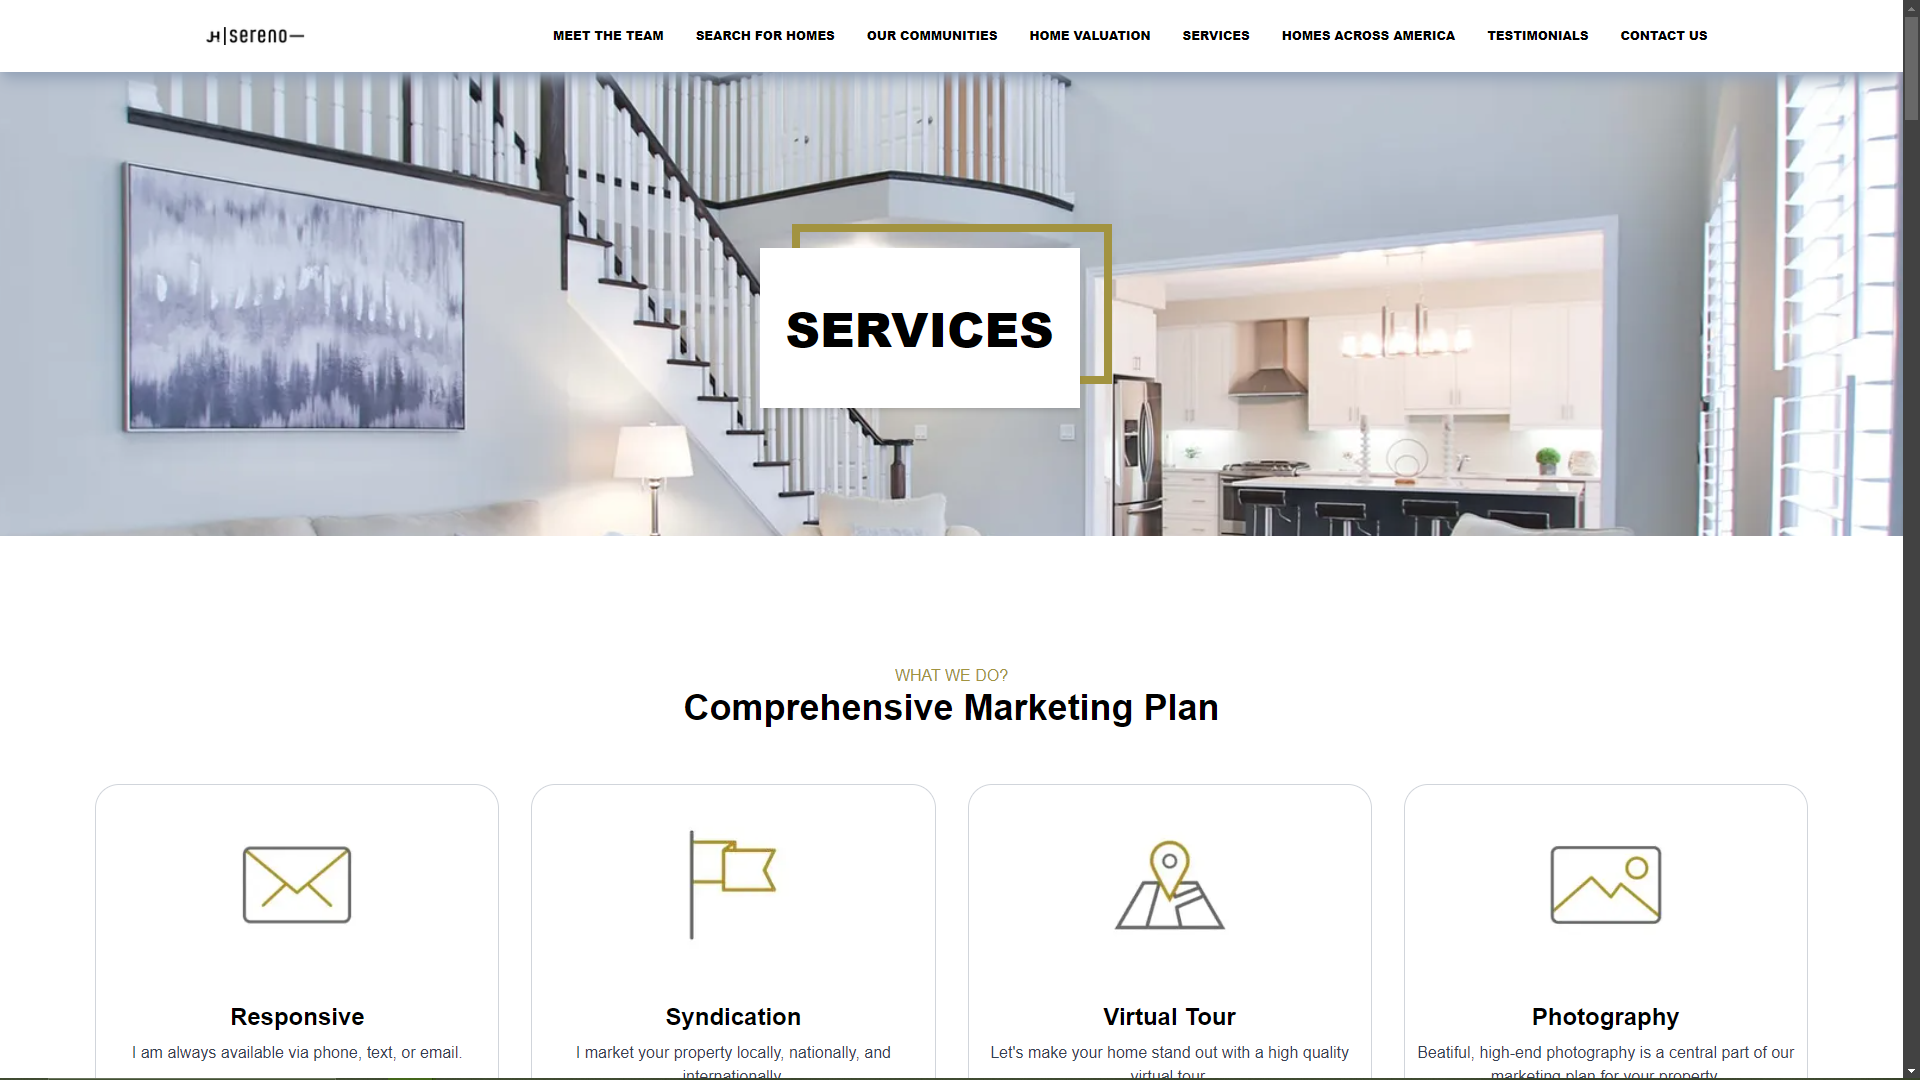 JH|sereno—
MEET THE TEAM SEARCH FOR HOMES OUR COMMUNITIES HOME VALUATION SERVICES HOMES ACROSS AMERICA TESTIMONIALS CONTACT US
SERVICES
WHAT WE DO?
Comprehensive Marketing Plan
Responsive
I am always available via phone, text, or email.
Syndication
I market your property locally, nationally, and
internationally.
Virtual Tour
Let's make your home stand out with a high quality
virtual tour.
Photography
Beatiful, high-end photography is a central part of our
marketing plan for your property.